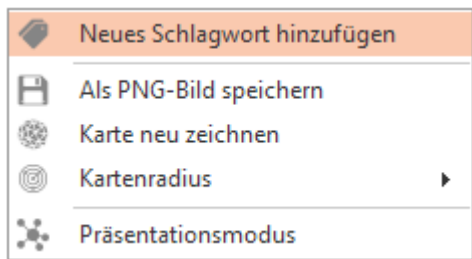 Neues Schlagwort hinzufügen
Als PNG-Bild speichern
Karte neu zeichnen
Kartenradius
Präsentationsmodus